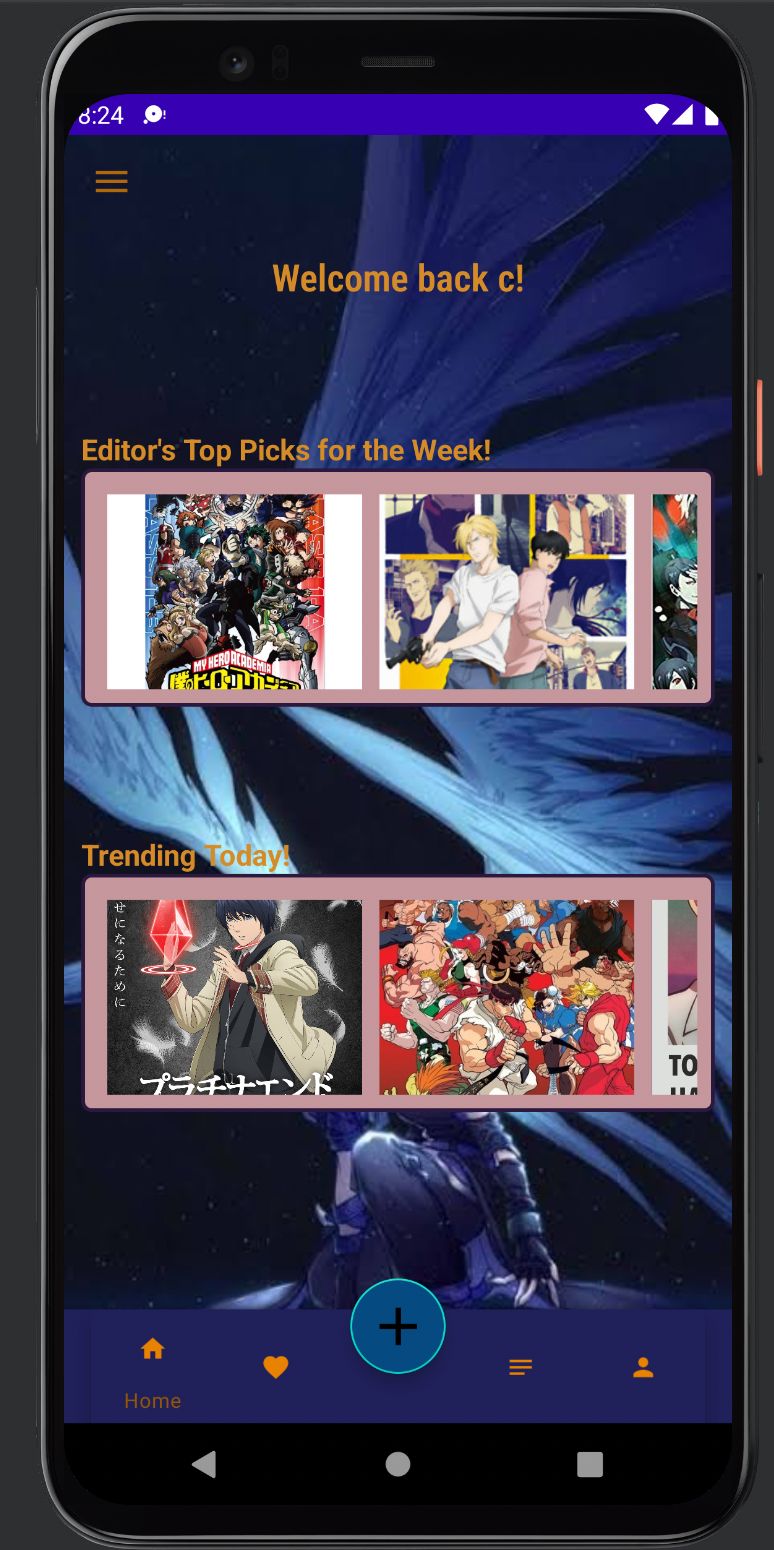 8:24
Welcome back c!
Editor's Top Picks for the Week!
MY HERO ACADEMIA
Trending Today!
せになるために
プラチナエンド
TO
Home